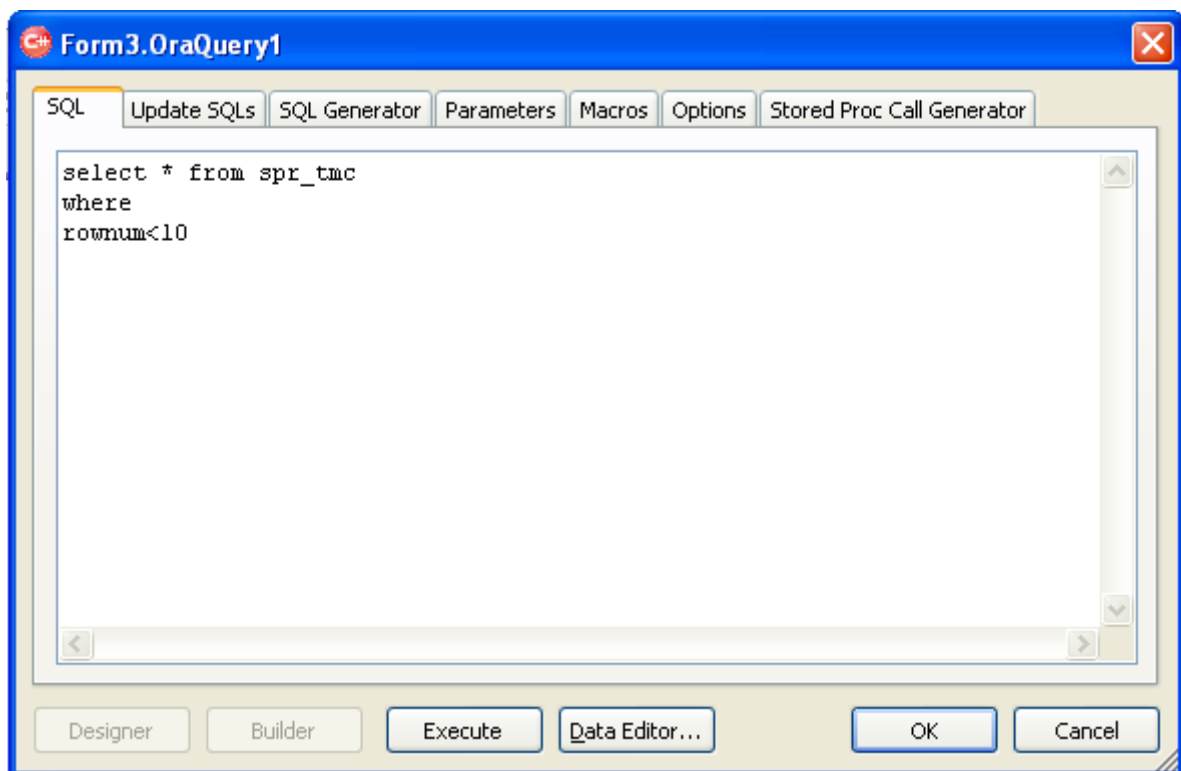 Form3.OraQuery1
SQL Update SQLs SQL Generator Parameters Macros Options Stored Proc Call Generator
select * from spr_tmc
where
rownum<10
Designer Builder Execute Data Editor... OK Cancel